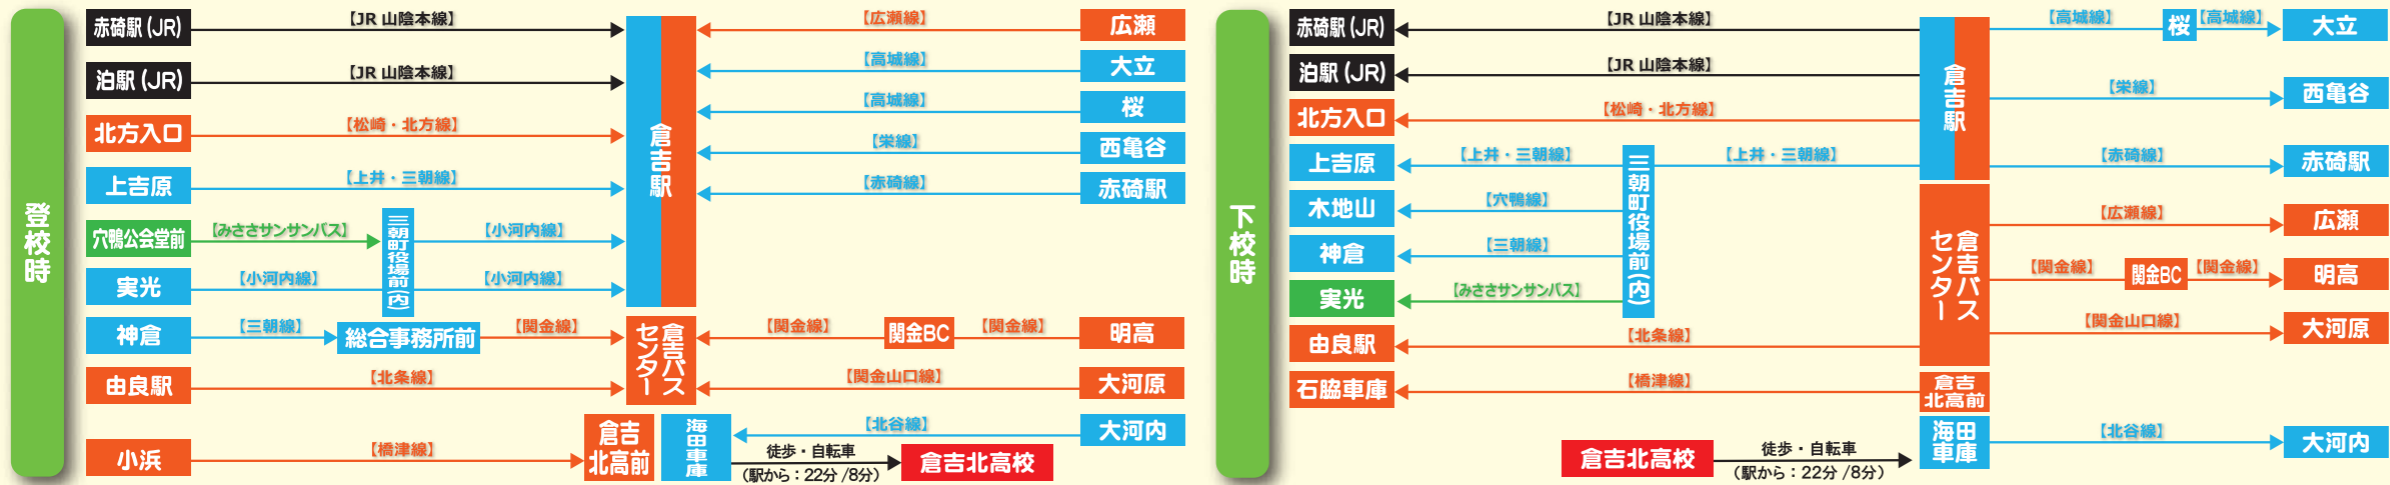 登校時
赤碕駅(JR)
【JR 山陰本線】
泊駅(JR)
【JR 山陰本線】
北方入口
【松崎・北方線】
上吉原
【上井・三朝線】
穴鴨公会堂前
【みささサンサンバス】
三朝町役場前(内)
【小河内線】
実光
【小河内線】
【小河内線】
神倉
【三朝線】
総合事務所前
【関金線】
由良駅
【北条線】
小浜
【橋津線】
倉吉駅
倉吉バス
センター
倉吉
北高前
海田車庫
【広瀬線】
広瀬
【高城線】
大立
【高城線】
桜
【栄線】
西亀谷
【赤碕線】
赤碕駅
【関金線】
関金BC
【関金線】
明高
【関金山口線】
大河原
【北谷線】
大河内
徒歩・自転車
(駅から：22分 /8分)
倉吉北高校
下校時
赤碕駅(JR)
【JR 山陰本線】
泊駅(JR)
【JR 山陰本線】
北方入口
【松崎・北方線】
上吉原
【上井・三朝線】
三朝町役場前(内)
【上井・三朝線】
木地山
【穴鴨線】
神倉
【三朝線】
実光
【みささサンサンバス】
由良駅
【北条線】
石脇車庫
【橋津線】
倉吉駅
倉吉バス
センター
倉吉
北高前
海田
車庫
【高城線】
桜
【高城線】
大立
【栄線】
西亀谷
【赤碕線】
赤碕駅
【広瀬線】
広瀬
【関金線】
関金BC
【関金線】
明高
【関金山口線】
大河原
【北谷線】
大河内
倉吉北高校
徒歩・自転車
(駅から：22分 /8分)